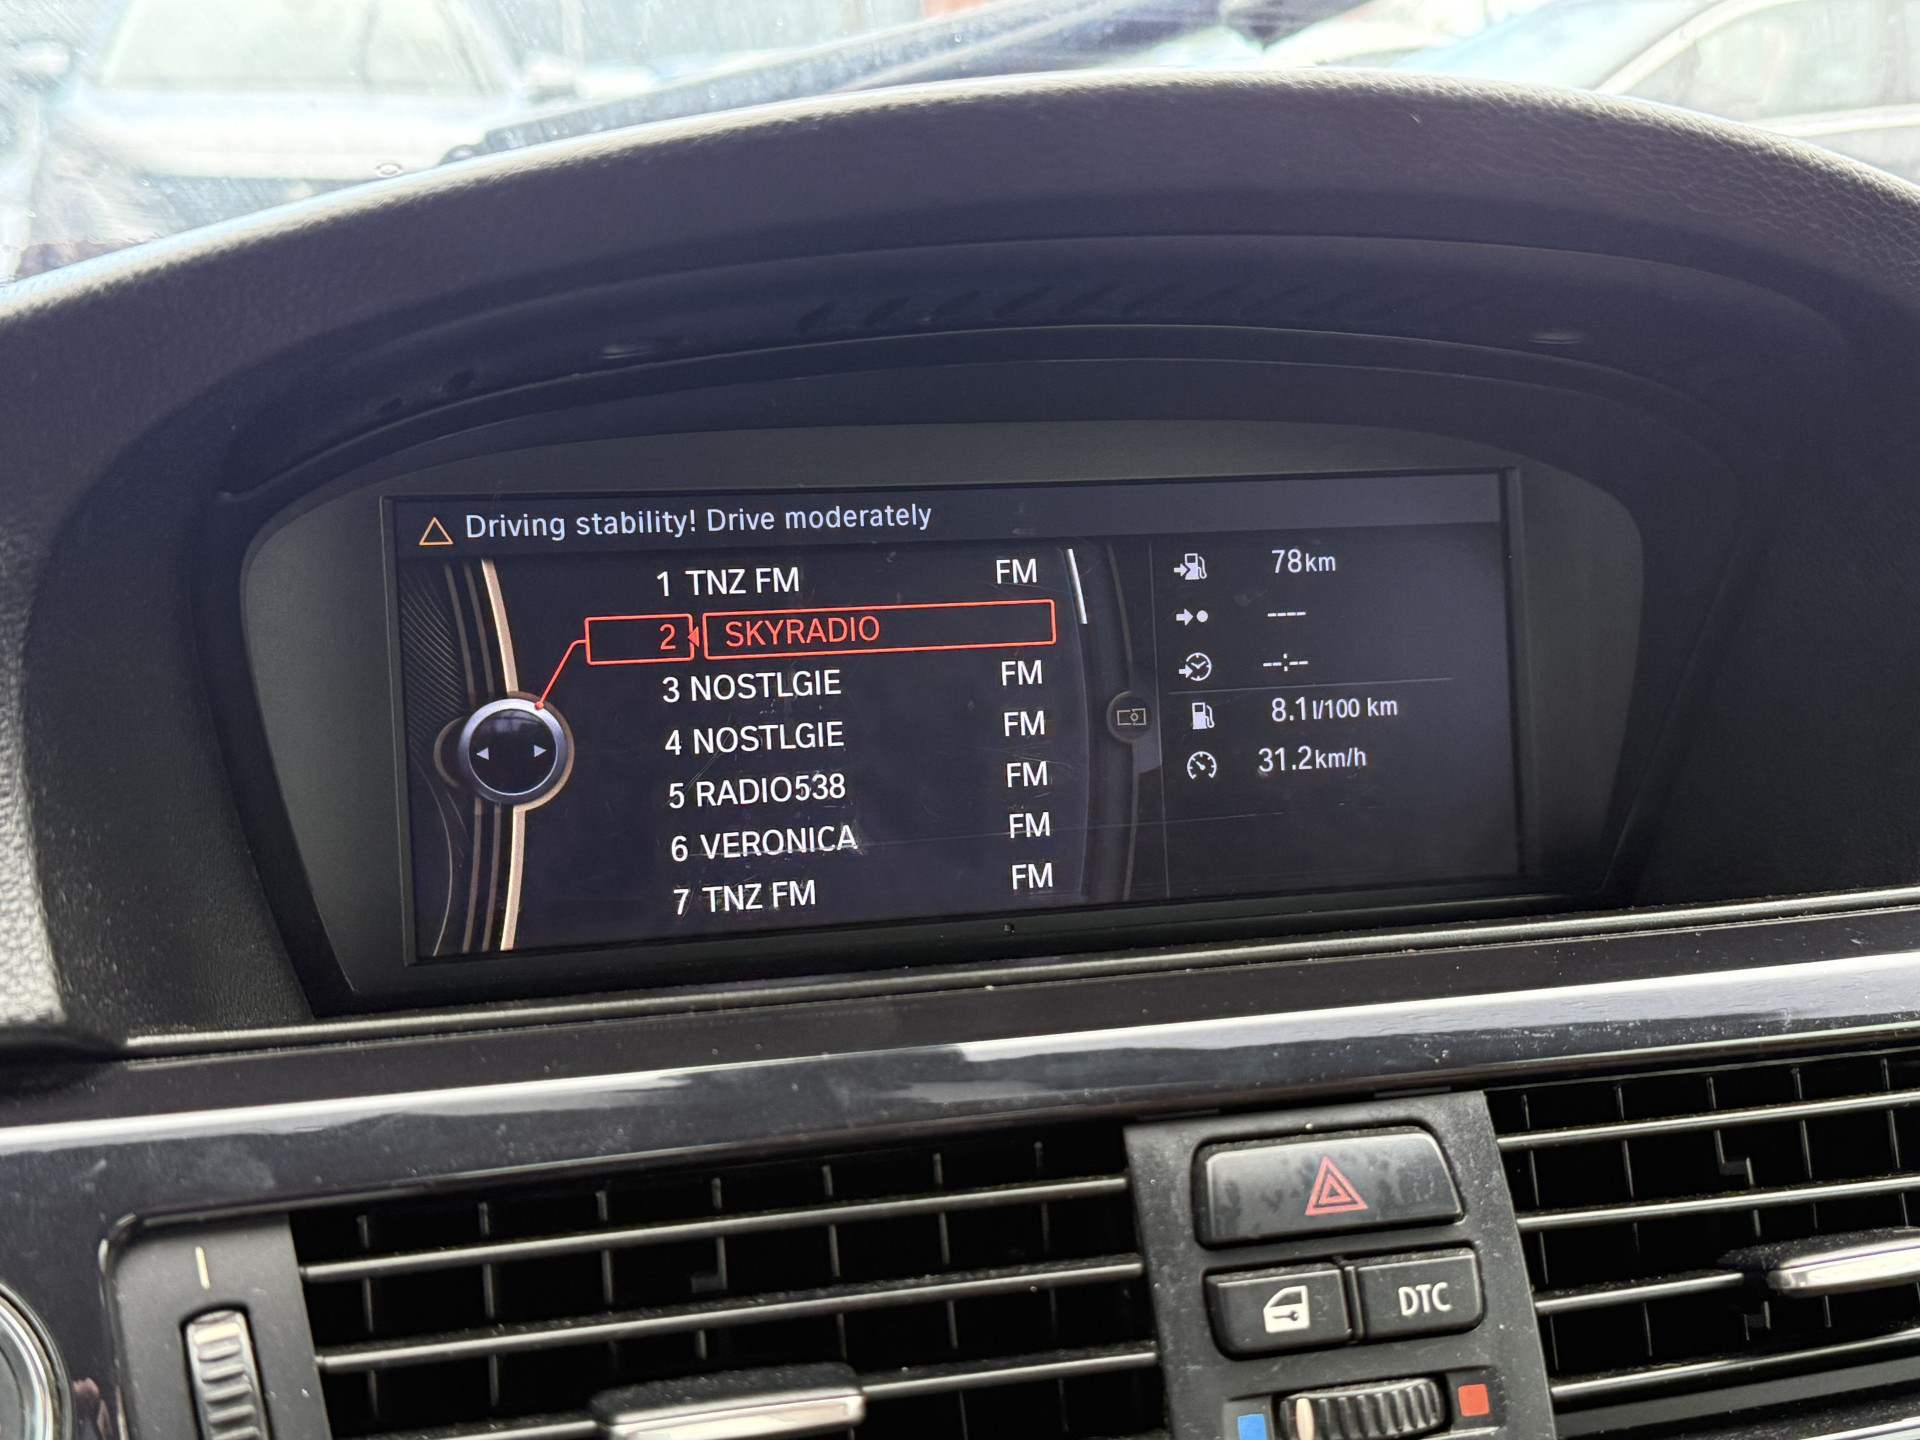 Driving stability! Drive moderately
1 TNZ FM FM
2 SKYRADIO
3 NOSTLGIE FM
4 NOSTLGIE FM
5 RADIO538 FM
6 VERONICA FM
7 TNZ FM FM
78km
----
--:--
8.1l/100 km
31.2km/h
DTC